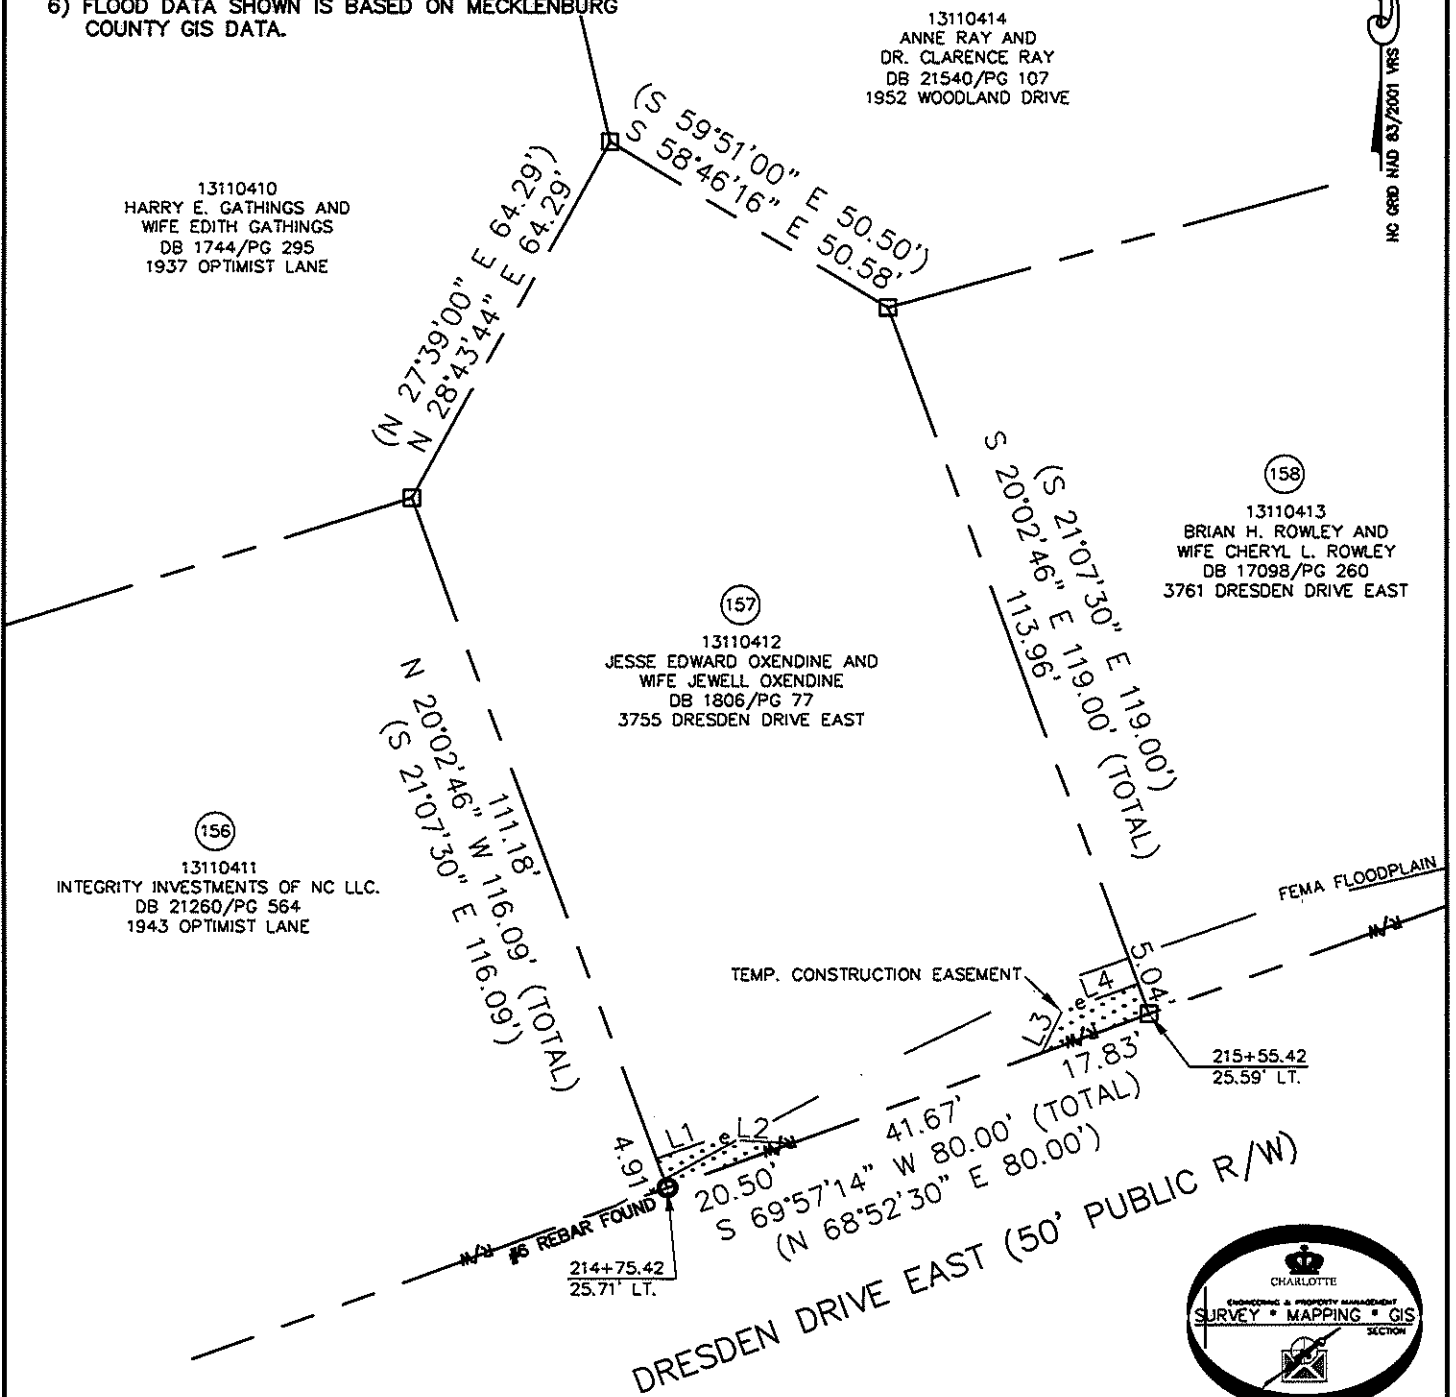 6) FLOOD DATA SHOWN IS BASED ON MECKLENBURG
COUNTY GIS DATA.
13110414
ANNE RAY AND
DR. CLARENCE RAY
DB 21540/PG 107
1952 WOODLAND DRIVE
NC GRID NAD 83/2001 VRS
(S 59°51'00" E 50.50')
S 58°46'16" E 50.58'
13110410
HARRY E. GATHINGS AND
WIFE EDITH GATHINGS
DB 1744/PG 295
1937 OPTIMIST LANE
(N 27°39'00" E 64.29')
N 28°43'44" E 64.29'
158
13110413
BRIAN H. ROWLEY AND
WIFE CHERYL L. ROWLEY
DB 17098/PG 260
3761 DRESDEN DRIVE EAST
(S 21°07'30" E 119.00')
S 20°02'46" E 119.00' (TOTAL)
113.96'
157
13110412
JESSE EDWARD OXENDINE AND
WIFE JEWELL OXENDINE
DB 1806/PG 77
3755 DRESDEN DRIVE EAST
111.18'
N 20°02'46" W 116.09' (TOTAL)
(S 21°07'30" E 116.09')
156
13110411
INTEGRITY INVESTMENTS OF NC LLC.
DB 21260/PG 564
1943 OPTIMIST LANE
FEMA FLOODPLAIN
R/W
TEMP. CONSTRUCTION EASEMENT
5.04'
e L4
L3
R/W
17.83'
215+55.42
25.59' LT.
4.91'
L1
e L2
R/W
20.50'
41.67'
S 69°57'14" W 80.00' (TOTAL)
(N 68°52'30" E 80.00')
R/W
#6 REBAR FOUND
214+75.42
25.71' LT.
DRESDEN DRIVE EAST (50' PUBLIC R/W)
CHARLOTTE
ENGINEERING & PROPERTY MANAGEMENT
SURVEY * MAPPING * GIS
SECTION